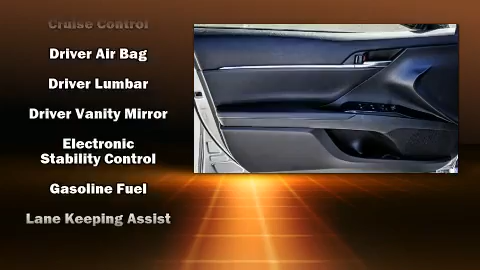 Cruise Control
Driver Air Bag
Driver Lumbar
Driver Vanity Mirror
Electronic
Stability Control
Gasoline Fuel
Lane Keeping Assist